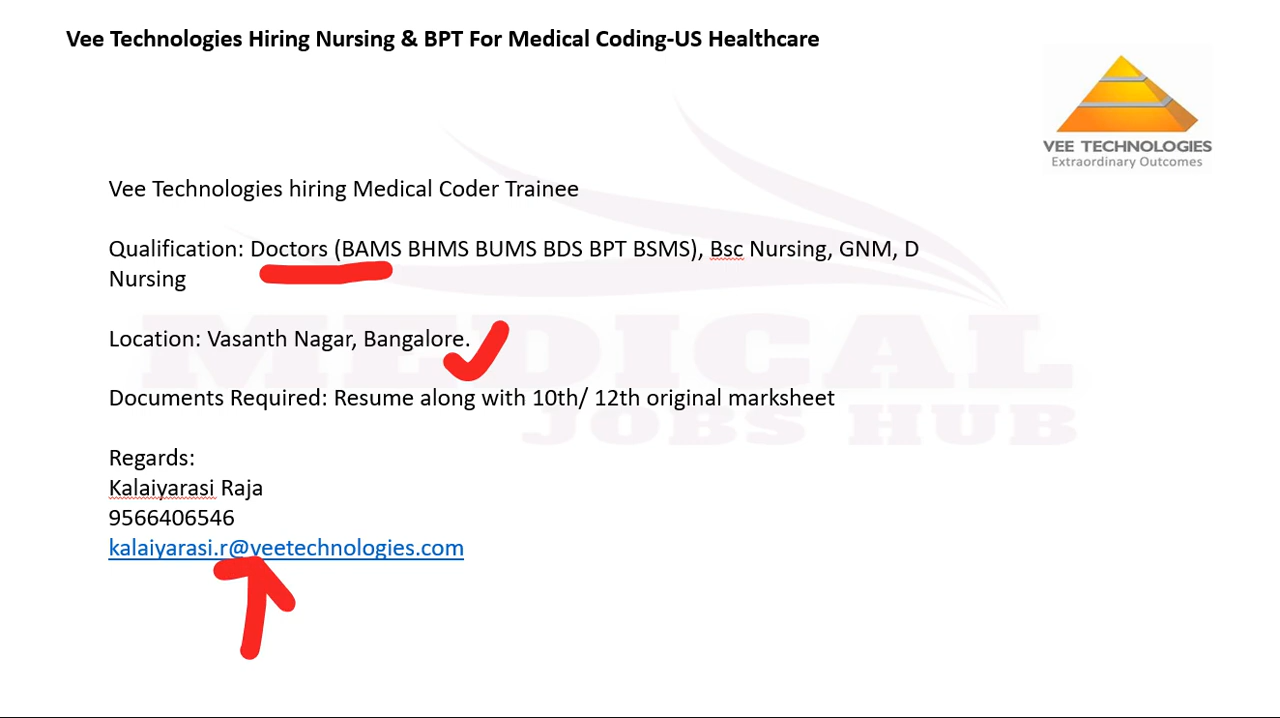 Vee Technologies Hiring Nursing & BPT For Medical Coding-US Healthcare
VEE TECHNOLOGIES
Extraordinary Outcomes
Vee Technologies hiring Medical Coder Trainee
Qualification: Doctors (BAMS BHMS BUMS BDS BPT BSMS), Bsc Nursing, GNM, D
Nursing
Location: Vasanth Nagar, Bangalore.
Documents Required: Resume along with 10th/ 12th original marksheet
MEDICAL
JOBS HUB
Regards:
Kalaiyarasi Raja
9566406546
kalaiyarasi.r@veetechnologies.com